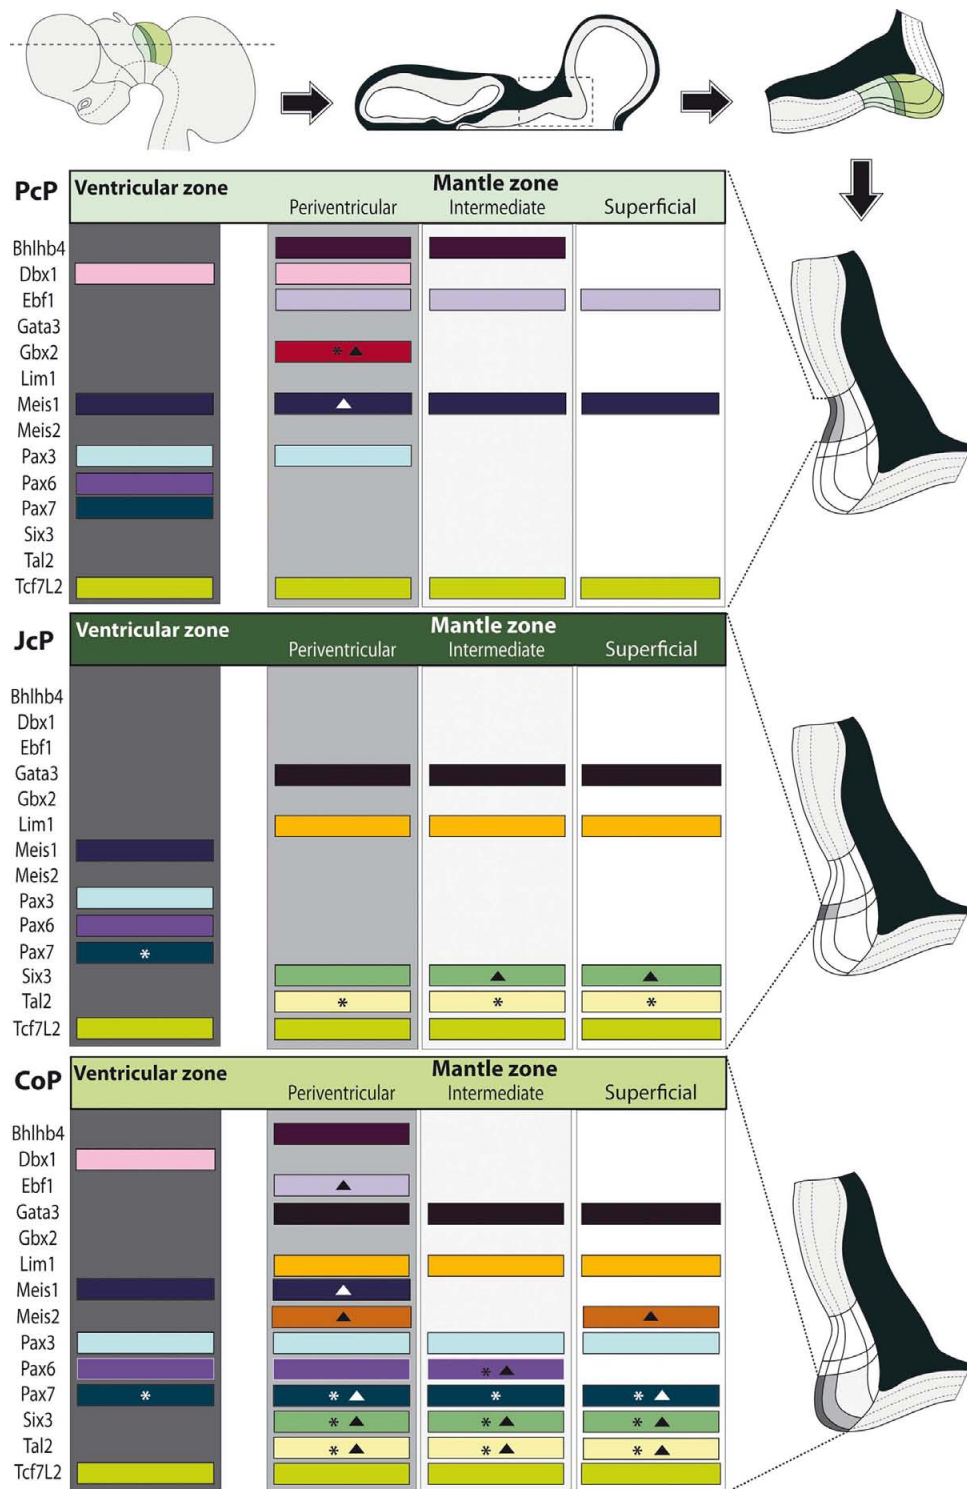 PcP
Ventricular zone
Mantle zone
Periventricular
Intermediate
Superficial
Bhlhb4
Dbx1
Ebf1
Gata3
Gbx2
* ▲
Lim1
Meis1
▲
Meis2
Pax3
Pax6
Pax7
Six3
Tal2
Tcf7L2
JcP
Ventricular zone
Mantle zone
Periventricular
Intermediate
Superficial
Bhlhb4
Dbx1
Ebf1
Gata3
Gbx2
Lim1
Meis1
Meis2
Pax3
Pax6
Pax7
*
Six3
▲ ▲
Tal2
* * *
Tcf7L2
CoP
Ventricular zone
Mantle zone
Periventricular
Intermediate
Superficial
Bhlhb4
Dbx1
Ebf1
▲
Gata3
Gbx2
Lim1
Meis1
▲
Meis2
▲ ▲
Pax3
Pax6
* ▲
Pax7
* * ▲ * * ▲
Six3
* ▲ * ▲ * ▲
Tal2
* ▲ * ▲ * ▲
Tcf7L2